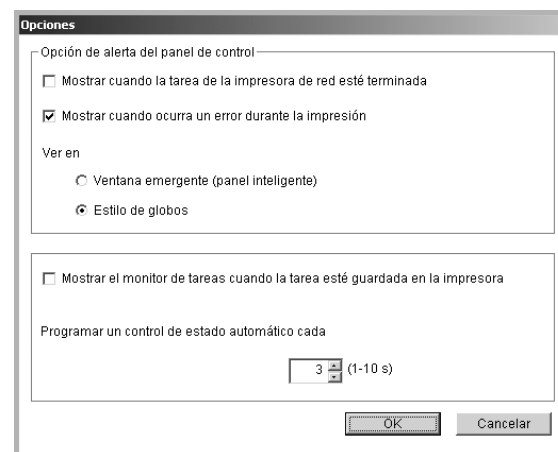 Opciones
Opción de alerta del panel de control
Mostrar cuando la tarea de la impresora de red esté terminada
Mostrar cuando ocurra un error durante la impresión
Ver en
Ventana emergente (panel inteligente)
Estilo de globos
Mostrar el monitor de tareas cuando la tarea esté guardada en la impresora
Programar un control de estado automático cada
3 (1-10 s)
OK Cancelar